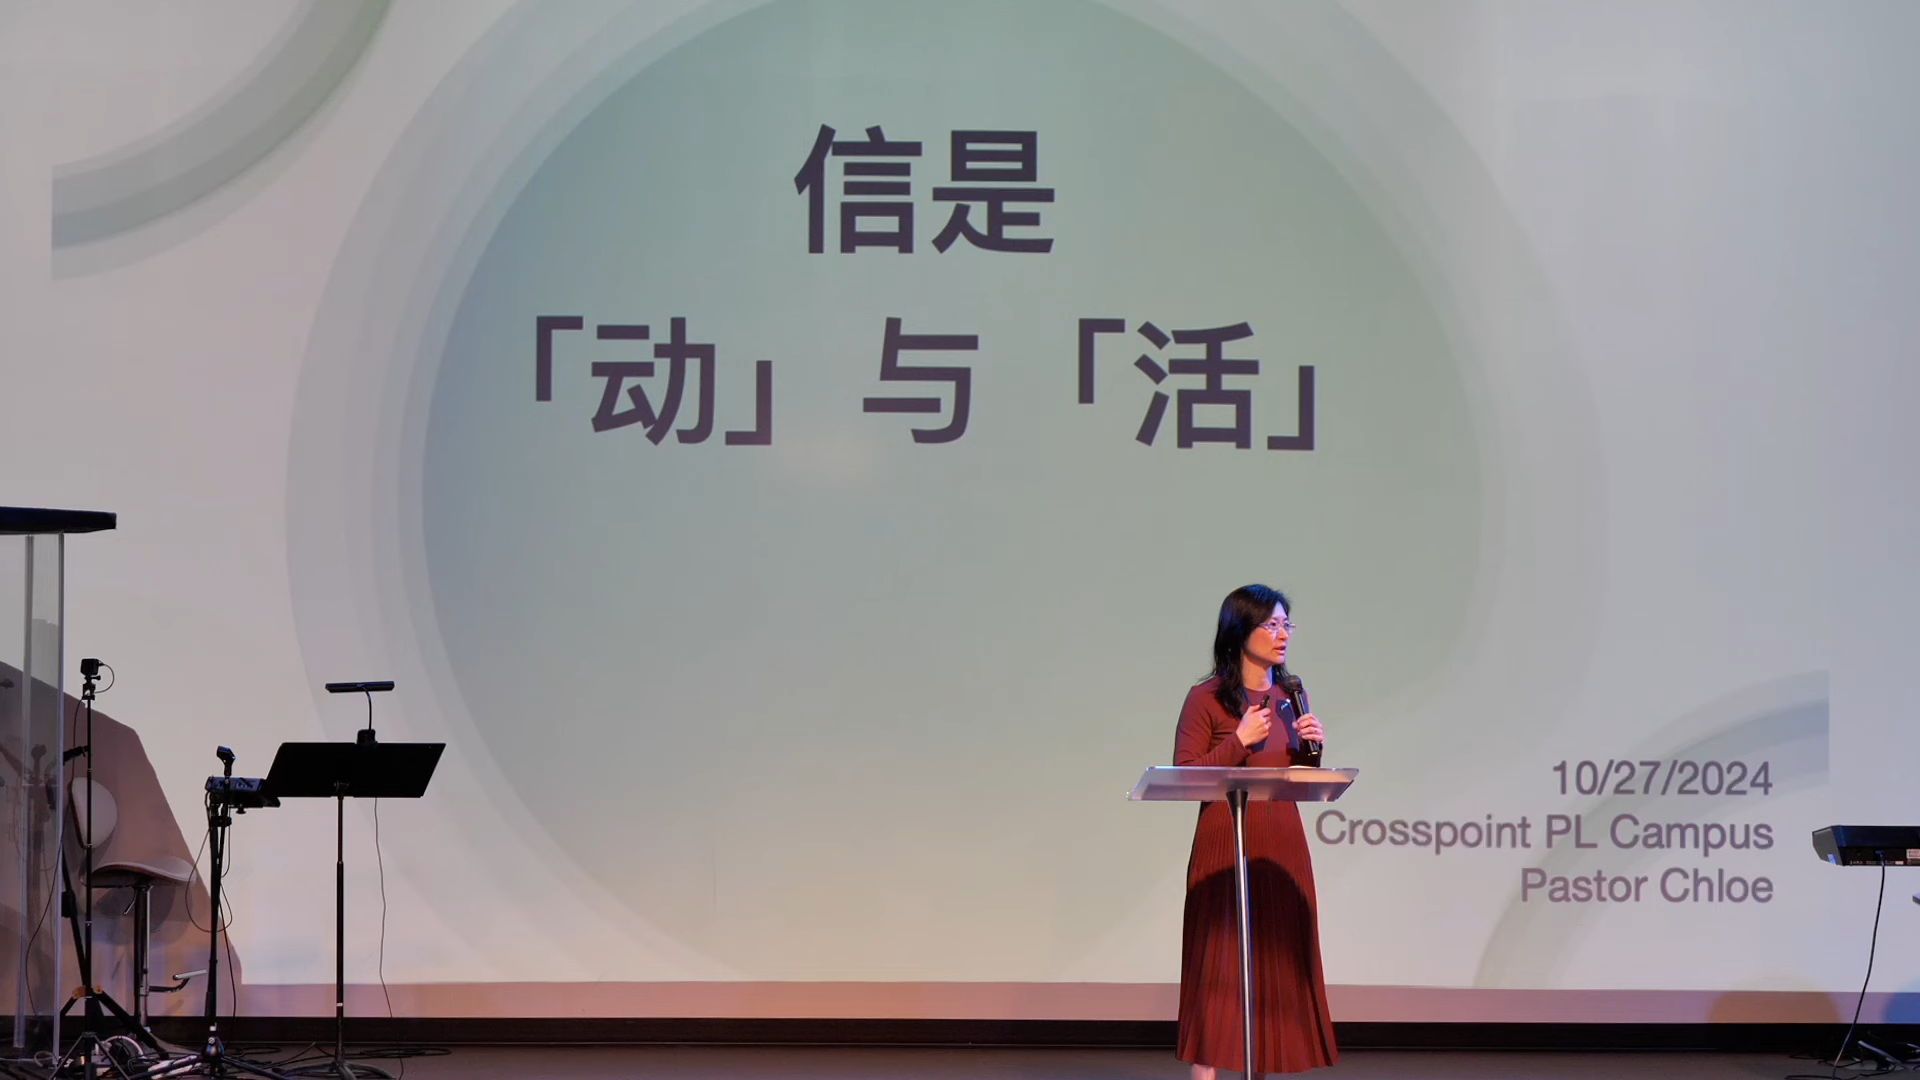 信是
「动」与「活」
10/27/2024
Crosspoint PL Campus
Pastor Chloe